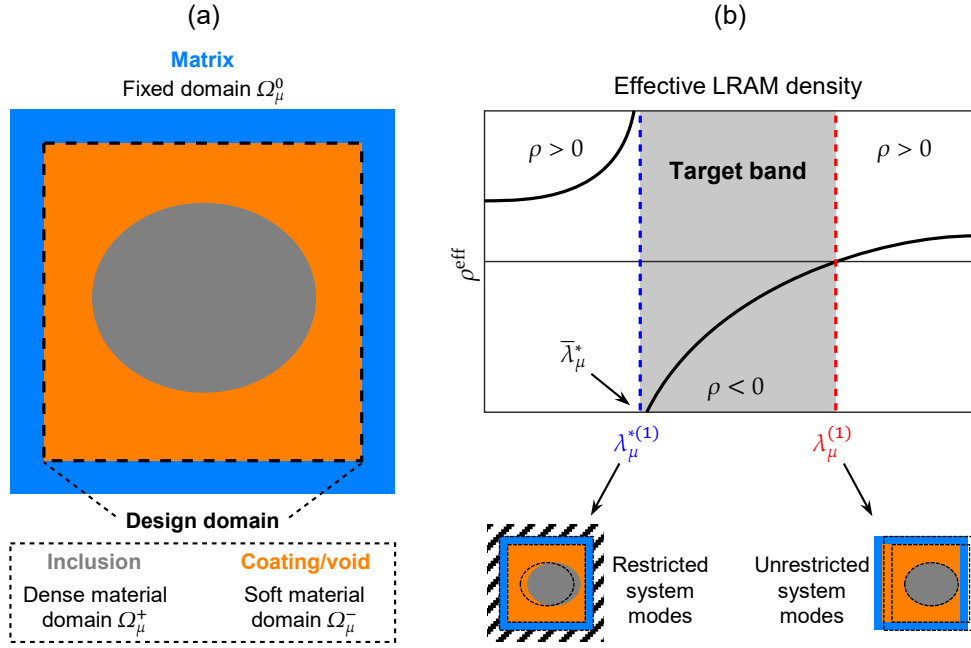 (a)
Matrix
Fixed domain Ω⁰_μ
Design domain
Inclusion
Dense material
domain Ω⁺_μ
Coating/void
Soft material
domain Ω⁻_μ
(b)
Effective LRAM density
ρ > 0
Target band
ρ > 0
ρ^eff
λ̅*_μ
ρ < 0
λ*⁽¹⁾_μ
λ⁽¹⁾_μ
Restricted
system
modes
Unrestricted
system
modes